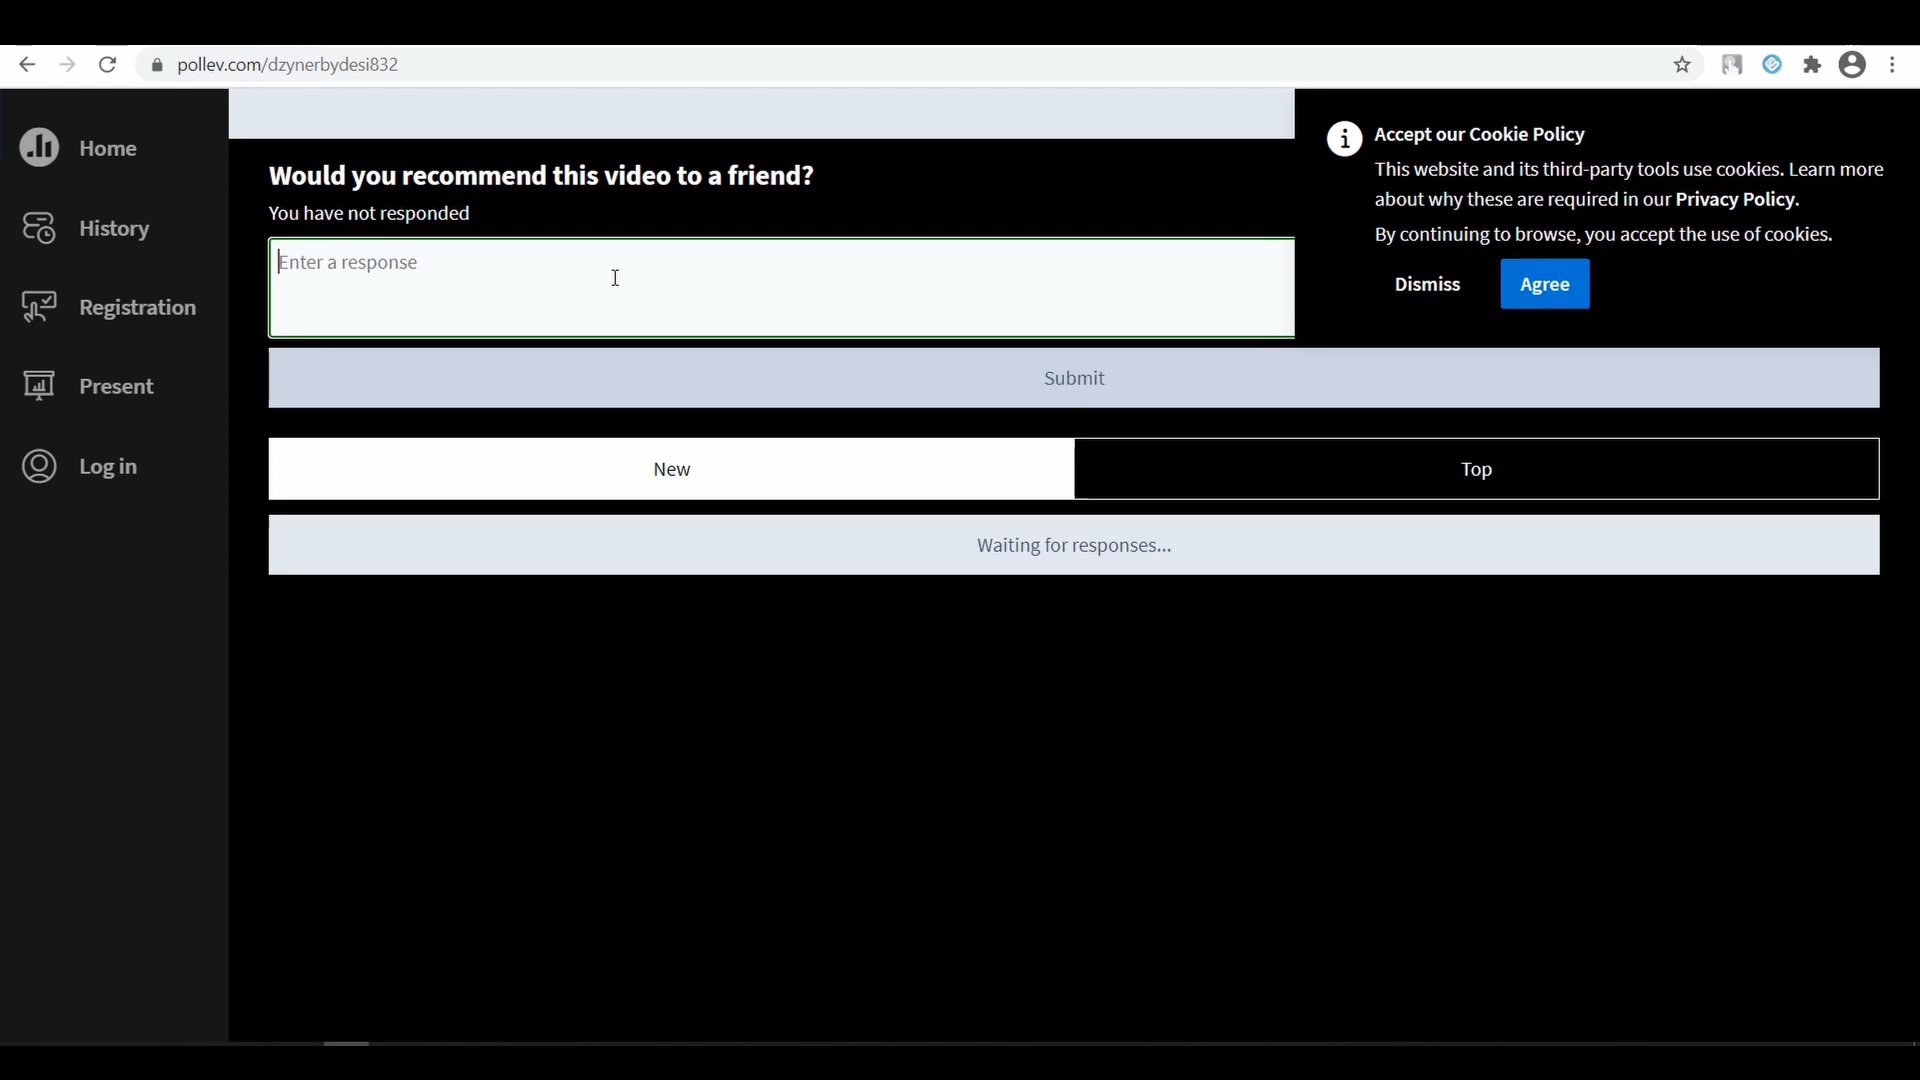 pollev.com/dzynerbydesi832
Home
History
Registration
Present
Log in
Would you recommend this video to a friend?
You have not responded
Enter a response
Submit
New
Top
Waiting for responses...
Accept our Cookie Policy
This website and its third-party tools use cookies. Learn more
about why these are required in our Privacy Policy.
By continuing to browse, you accept the use of cookies.
Dismiss
Agree